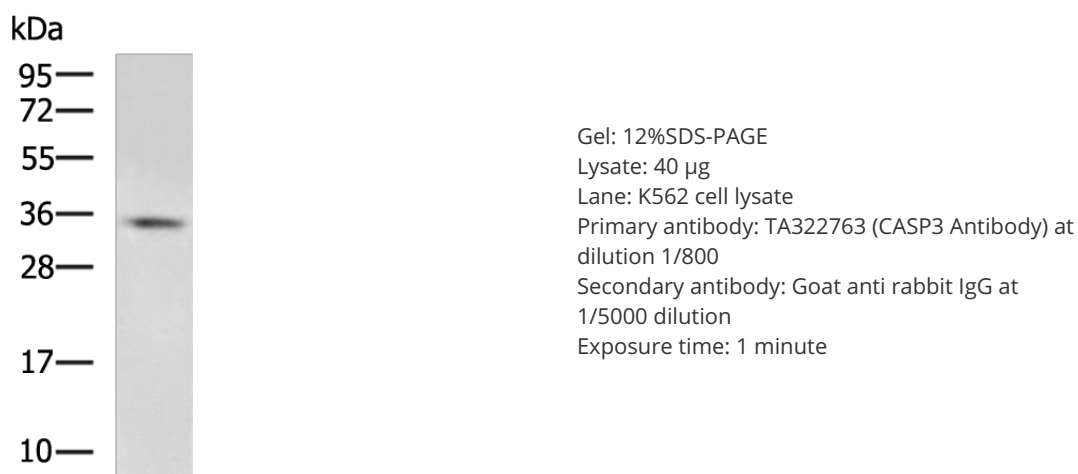 kDa
95
72
55
36
28
17
10
Gel: 12%SDS-PAGE
Lysate: 40 µg
Lane: K562 cell lysate
Primary antibody: TA322763 (CASP3 Antibody) at
dilution 1/800
Secondary antibody: Goat anti rabbit IgG at
1/5000 dilution
Exposure time: 1 minute